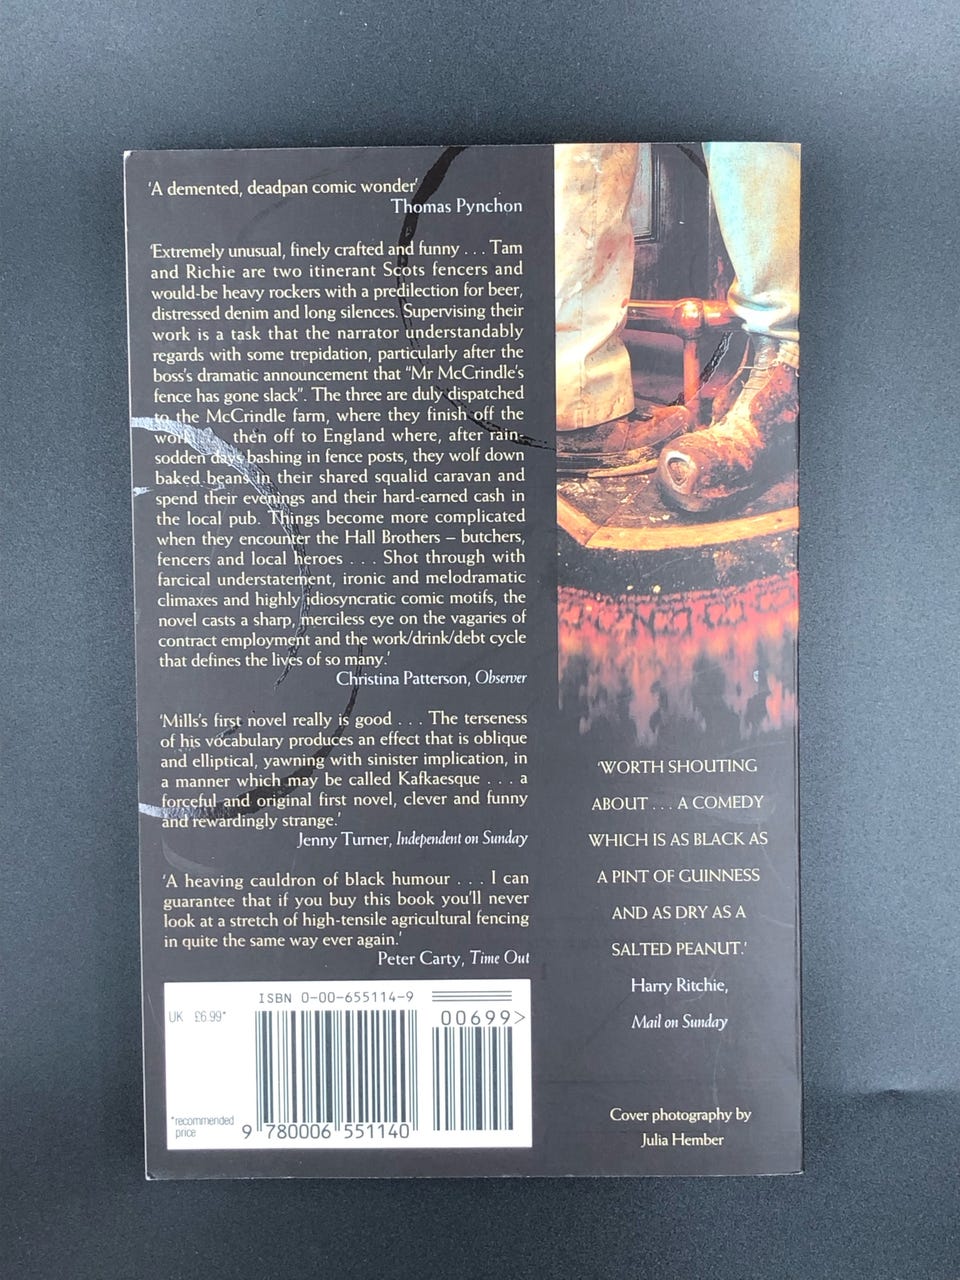 ‘A demented, deadpan comic wonder’
Thomas Pynchon
‘Extremely unusual, finely crafted and funny . . . Tam
and Richie are two itinerant Scots fencers and
would-be heavy rockers with a predilection for beer,
distressed denim and long silences. Supervising their
work is a task that the narrator understandably
regards with some trepidation, particularly after the
boss's dramatic announcement that “Mr McCrindle's
fence has gone slack”. The three are duly dispatched
to the McCrindle farm, where they finish off the
work . . . then off to England where, after rain-
sodden days bashing in fence posts, they wolf down
baked beans in their shared squalid caravan and
spend their evenings and their hard-earned cash in
the local pub. Things become more complicated
when they encounter the Hall Brothers – butchers,
fencers and local heroes . . . Shot through with
farcical understatement, ironic and melodramatic
climaxes and highly idiosyncratic comic motifs, the
novel casts a sharp, merciless eye on the vagaries of
contract employment and the work/drink/debt cycle
that defines the lives of so many.’
Christina Patterson, Observer
‘Mills's first novel really is good . . . The terseness
of his vocabulary produces an effect that is oblique
and elliptical, yawning with sinister implication, in
a manner which may be called Kafkaesque . . . a
forceful and original first novel, clever and funny
and rewardingly strange.’
Jenny Turner, Independent on Sunday
‘A heaving cauldron of black humour . . . I can
guarantee that if you buy this book you'll never
look at a stretch of high-tensile agricultural fencing
in quite the same way ever again.’
Peter Carty, Time Out
ISBN 0-00-655114-9
UK £6.99*
00699>
*recommended
price
9 780006 551140
‘WORTH SHOUTING
ABOUT . . . A COMEDY
WHICH IS AS BLACK AS
A PINT OF GUINNESS
AND AS DRY AS A
SALTED PEANUT.’
Harry Ritchie,
Mail on Sunday
Cover photography by
Julia Hember